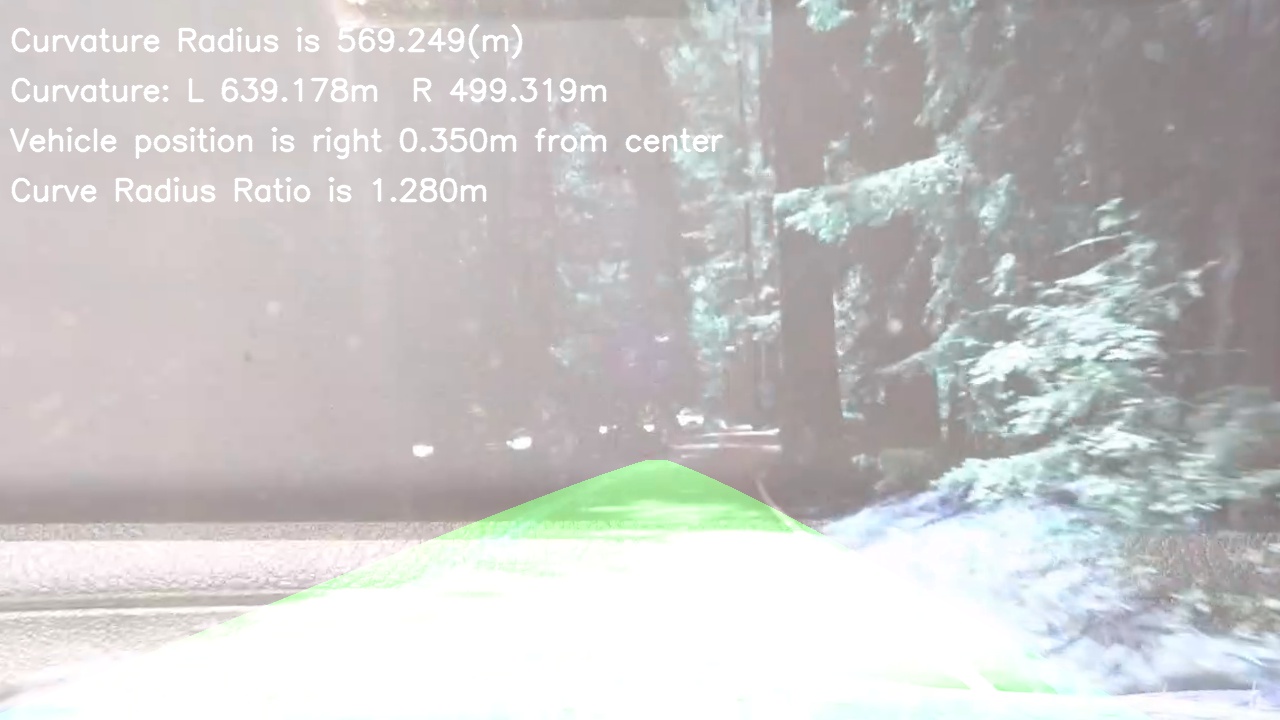 Curvature Radius is 569.249(m)
Curvature: L 639.178m R 499.319m
Vehicle position is right 0.350m from center
Curve Radius Ratio is 1.280m